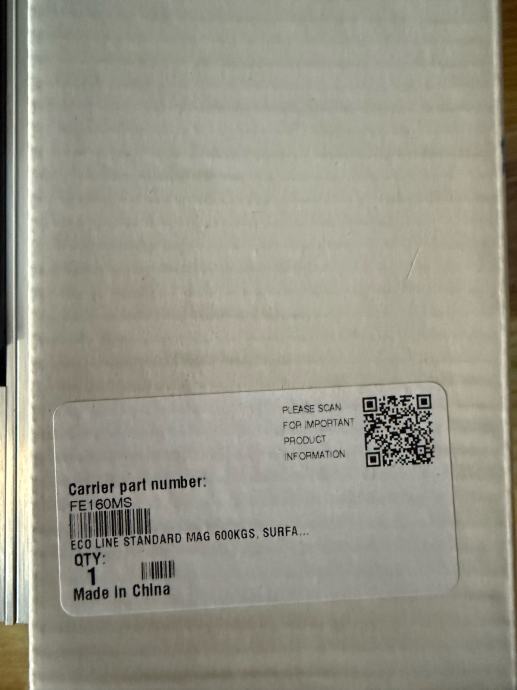 PLEASE SCAN
FOR IMPORTANT
PRODUCT
INFORMATION
Carrier part number:
FE160MS
ECO LINE STANDARD MAG 600KGS, SURFA...
QTY:
1
Made in China